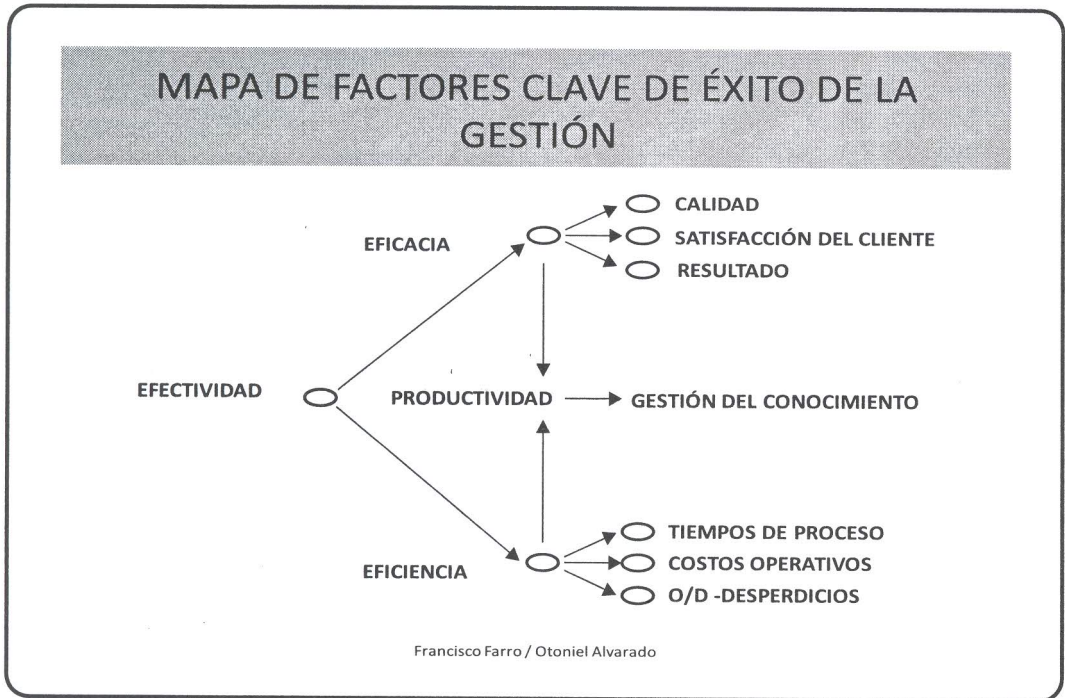 MAPA DE FACTORES CLAVE DE ÉXITO DE LA
GESTIÓN
EFICACIA
CALIDAD
SATISFACCIÓN DEL CLIENTE
RESULTADO
EFECTIVIDAD
PRODUCTIVIDAD
GESTIÓN DEL CONOCIMIENTO
EFICIENCIA
TIEMPOS DE PROCESO
COSTOS OPERATIVOS
O/D -DESPERDICIOS
Francisco Farro / Otoniel Alvarado